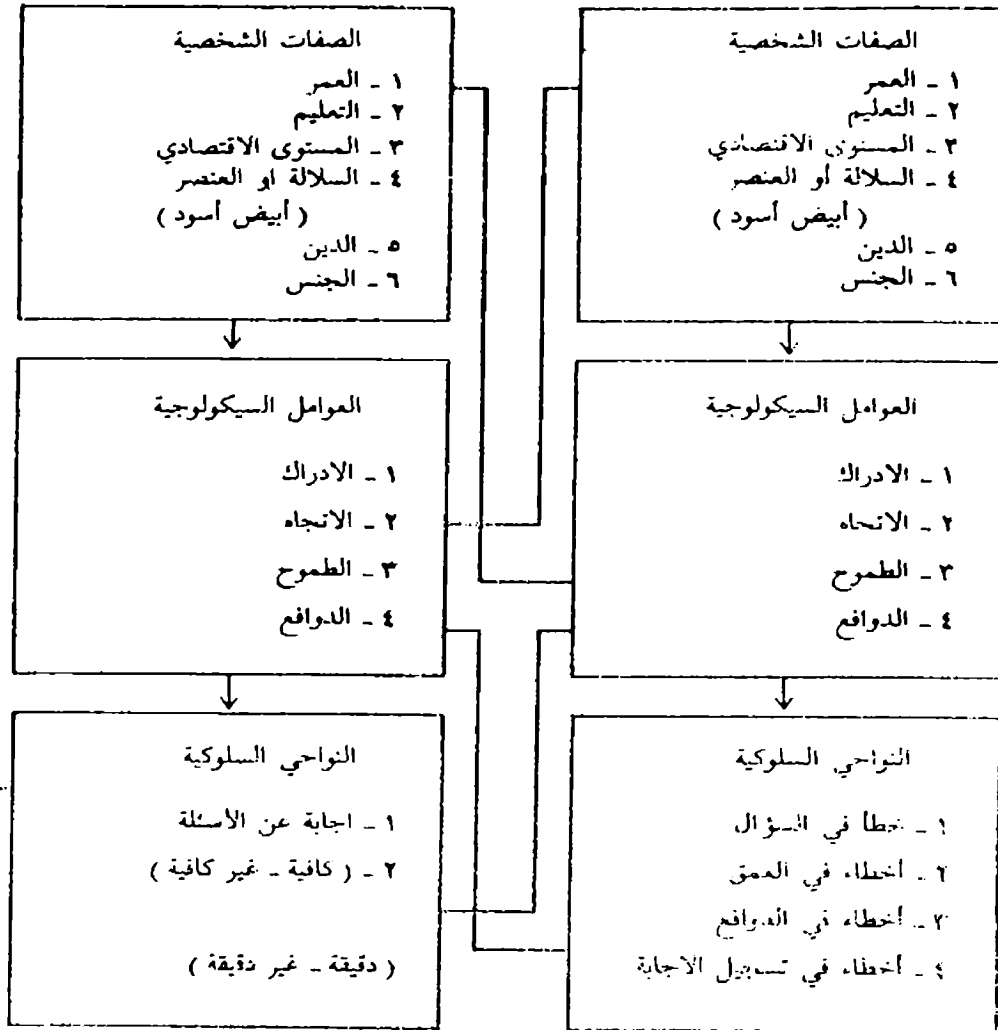 الصفات الشخصية
١ - العمر
٢ - التعليم
٣ - المستوى الاقتصادي
٤ - السلالة أو العنصر
( أبيض أسود )
٥ - الدين
٦ - الجنس
العوامل السيكولوجية
١ - الادراك
٢ - الاتجاه
٣ - الطموح
٤ - الدوافع
النواحي السلوكية
١ - خطأ في السؤال
٢ - أخطاء في العمق
٣ - أخطاء في الدوافع
٤ - أخطاء في تسجيل الاجابة
الصفات الشخصية
١ - العمر
٢ - التعليم
٣ - المستوى الاقتصادي
٤ - السلالة او العنصر
( أبيض أسود )
٥ - الدين
٦ - الجنس
العوامل السيكولوجية
١ - الادراك
٢ - الاتجاه
٣ - الطموح
٤ - الدوافع
النواحي السلوكية
١ - اجابة عن الأسئلة
٢ - ( كافية - غير كافية )
( دقيقة - غير دقيقة )